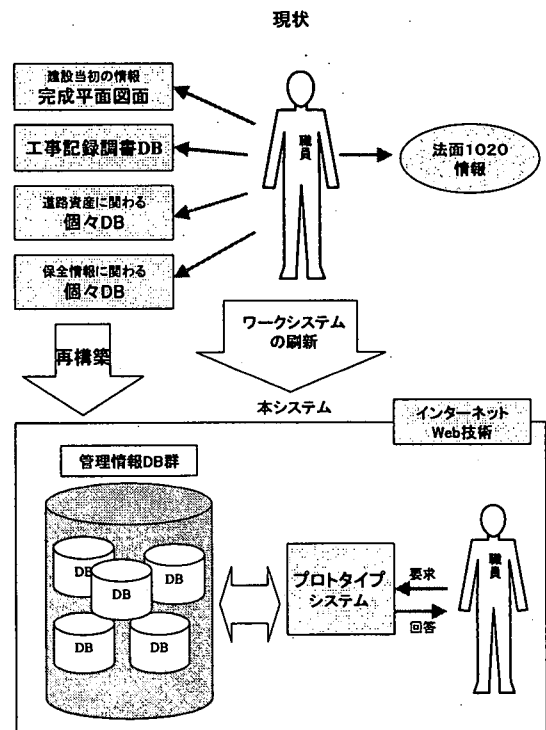 現状
建設当初の情報
完成平面図面
工事記録調書DB
道路資産に関わる
個々DB
保全情報に関わる
個々DB
職員
法面1020
情報
再構築
ワークシステム
の刷新
本システム
インターネット
Web技術
管理情報DB群
DB
DB
DB
DB
DB
プロトタイプ
システム
要求
回答
職員